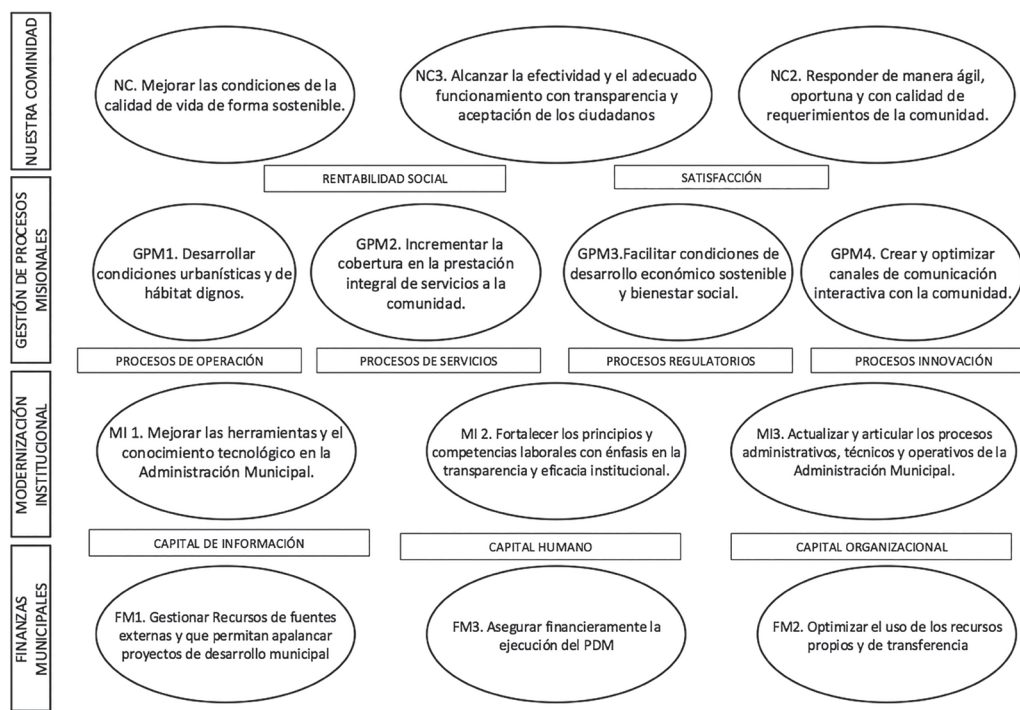 NUESTRA COMINIDAD
NC. Mejorar las condiciones de la
calidad de vida de forma sostenible.
NC3. Alcanzar la efectividad y el adecuado
funcionamiento con transparencia y
aceptación de los ciudadanos
NC2. Responder de manera ágil,
oportuna y con calidad de
requerimientos de la comunidad.
RENTABILIDAD SOCIAL
SATISFACCIÓN
GESTIÓN DE PROCESOS
MISIONALES
GPM1. Desarrollar
condiciones urbanísticas y de
hábitat dignos.
GPM2. Incrementar la
cobertura en la prestación
integral de servicios a la
comunidad.
GPM3.Facilitar condiciones de
desarrollo económico sostenible
y bienestar social.
GPM4. Crear y optimizar
canales de comunicación
interactiva con la comunidad.
PROCESOS DE OPERACIÓN
PROCESOS DE SERVICIOS
PROCESOS REGULATORIOS
PROCESOS INNOVACIÓN
MODERNIZACIÓN
INSTITUCIONAL
MI 1. Mejorar las herramientas y el
conocimiento tecnológico en la
Administración Municipal.
MI 2. Fortalecer los principios y
competencias laborales con énfasis en la
transparencia y eficacia institucional.
MI3. Actualizar y articular los procesos
administrativos, técnicos y operativos de la
Administración Municipal.
CAPITAL DE INFORMACIÓN
CAPITAL HUMANO
CAPITAL ORGANIZACIONAL
FINANZAS
MUNICIPALES
FM1. Gestionar Recursos de fuentes
externas y que permitan apalancar
proyectos de desarrollo municipal
FM3. Asegurar financieramente la
ejecución del PDM
FM2. Optimizar el uso de los recursos
propios y de transferencia